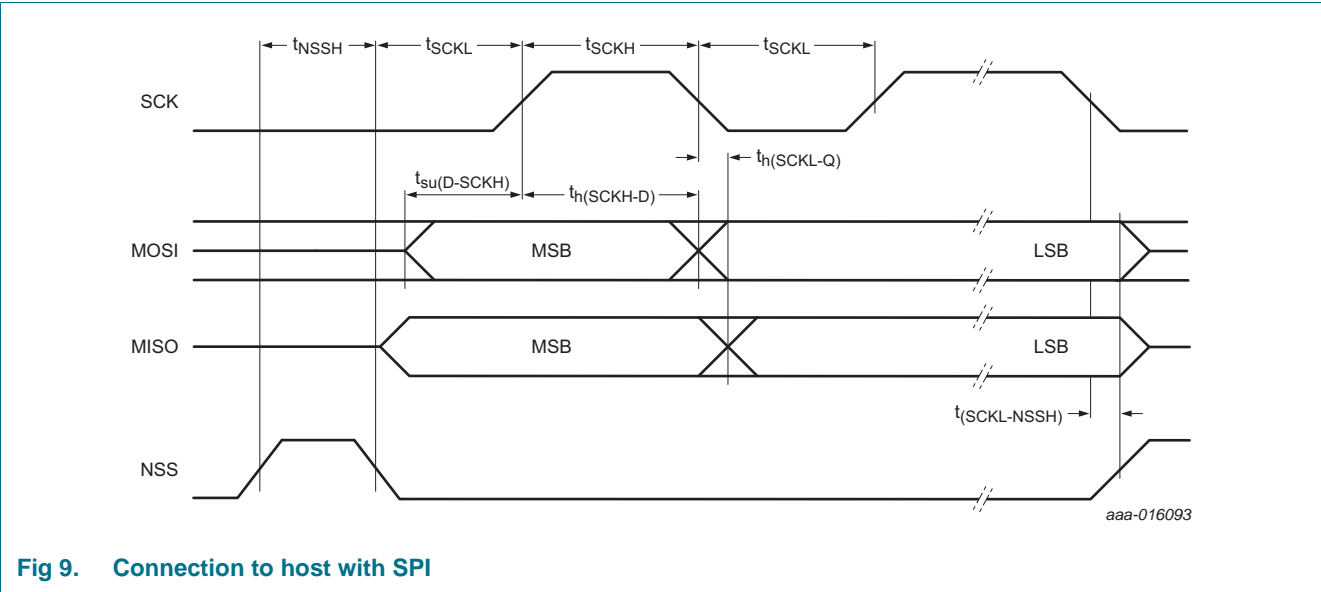 tNSSH tSCKL tSCKH tSCKL
SCK
th(SCKL-Q)
tsu(D-SCKH) th(SCKH-D)
MOSI MSB LSB
MISO MSB LSB
t(SCKL-NSSH)
NSS
aaa-016093
Fig 9. Connection to host with SPI